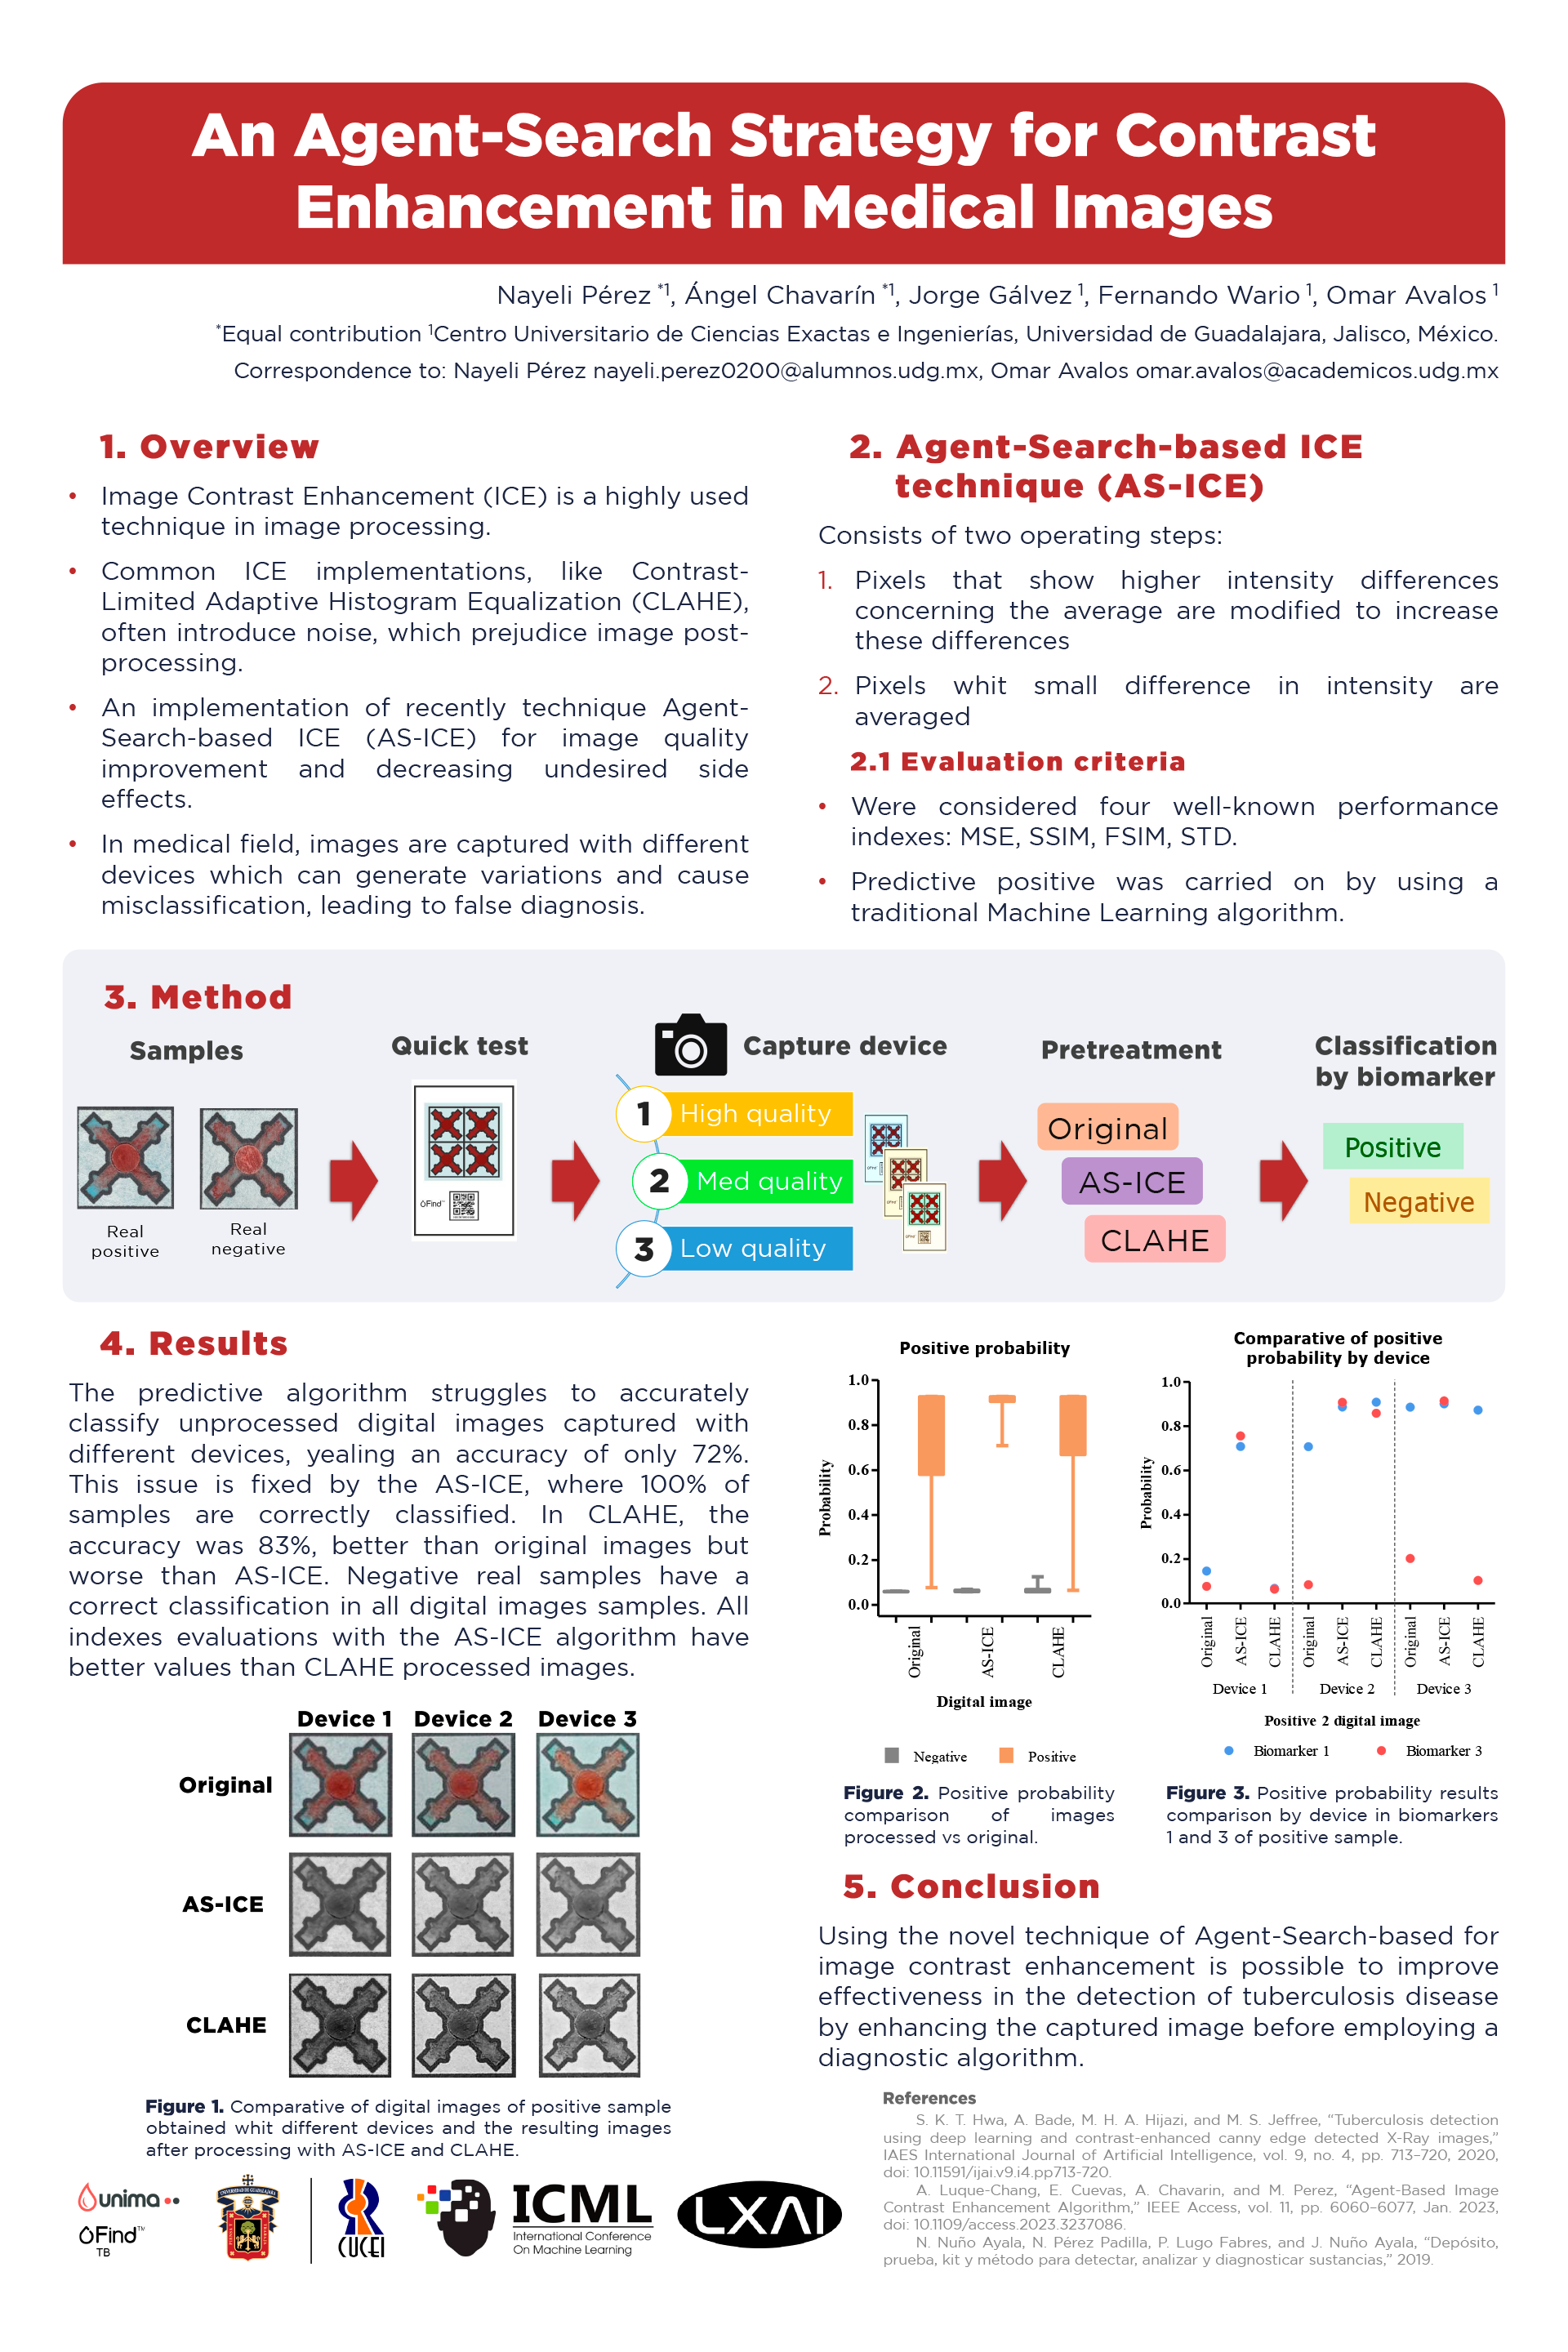 An Agent-Search Strategy for Contrast
Enhancement in Medical Images
Nayeli Pérez *1, Ángel Chavarín *1, Jorge Gálvez 1, Fernando Wario 1, Omar Avalos 1
*Equal contribution 1Centro Universitario de Ciencias Exactas e Ingenierías, Universidad de Guadalajara, Jalisco, México.
Correspondence to: Nayeli Pérez nayeli.perez0200@alumnos.udg.mx, Omar Avalos omar.avalos@academicos.udg.mx
1. Overview
• Image Contrast Enhancement (ICE) is a highly used
technique in image processing.
• Common ICE implementations, like Contrast-
Limited Adaptive Histogram Equalization (CLAHE),
often introduce noise, which prejudice image post-
processing.
• An implementation of recently technique Agent-
Search-based ICE (AS-ICE) for image quality
improvement and decreasing undesired side
effects.
• In medical field, images are captured with different
devices which can generate variations and cause
misclassification, leading to false diagnosis.
2. Agent-Search-based ICE
technique (AS-ICE)
Consists of two operating steps:
1. Pixels that show higher intensity differences
concerning the average are modified to increase
these differences
2. Pixels whit small difference in intensity are
averaged
2.1 Evaluation criteria
• Were considered four well-known performance
indexes: MSE, SSIM, FSIM, STD.
• Predictive positive was carried on by using a
traditional Machine Learning algorithm.
3. Method
Samples
Real
positive
Real
negative
Quick test
Find™
Capture device
1 High quality
2 Med quality
3 Low quality
Pretreatment
Original
AS-ICE
CLAHE
Classification
by biomarker
Positive
Negative
4. Results
The predictive algorithm struggles to accurately
classify unprocessed digital images captured with
different devices, yealing an accuracy of only 72%.
This issue is fixed by the AS-ICE, where 100% of
samples are correctly classified. In CLAHE, the
accuracy was 83%, better than original images but
worse than AS-ICE. Negative real samples have a
correct classification in all digital images samples. All
indexes evaluations with the AS-ICE algorithm have
better values than CLAHE processed images.
Device 1 Device 2 Device 3
Original
AS-ICE
CLAHE
Figure 1. Comparative of digital images of positive sample
obtained whit different devices and the resulting images
after processing with AS-ICE and CLAHE.
Positive probability
1.0
0.8
0.6
0.4
0.2
0.0
Probability
Original
AS-ICE
CLAHE
Digital image
Negative Positive
Figure 2. Positive probability
comparison of images
processed vs original.
Comparative of positive
probability by device
1.0
0.8
0.6
0.4
0.2
0.0
Probability
Original AS-ICE CLAHE Original AS-ICE CLAHE Original AS-ICE CLAHE
Device 1 Device 2 Device 3
Positive 2 digital image
Biomarker 1 Biomarker 3
Figure 3. Positive probability results
comparison by device in biomarkers
1 and 3 of positive sample.
5. Conclusion
Using the novel technique of Agent-Search-based for
image contrast enhancement is possible to improve
effectiveness in the detection of tuberculosis disease
by enhancing the captured image before employing a
diagnostic algorithm.
References
S. K. T. Hwa, A. Bade, M. H. A. Hijazi, and M. S. Jeffree, “Tuberculosis detection
using deep learning and contrast-enhanced canny edge detected X-Ray images,”
IAES International Journal of Artificial Intelligence, vol. 9, no. 4, pp. 713–720, 2020,
doi: 10.11591/ijai.v9.i4.pp713-720.
A. Luque-Chang, E. Cuevas, A. Chavarin, and M. Perez, “Agent-Based Image
Contrast Enhancement Algorithm,” IEEE Access, vol. 11, pp. 6060–6077, Jan. 2023,
doi: 10.1109/access.2023.3237086.
N. Nuño Ayala, N. Pérez Padilla, P. Lugo Fabres, and J. Nuño Ayala, “Depósito,
prueba, kit y método para detectar, analizar y diagnosticar sustancias,” 2019.
unima
Find™
TB
UNIVERSIDAD DE GUADALAJARA
CUCEI
ICML
International Conference
On Machine Learning
LXAI